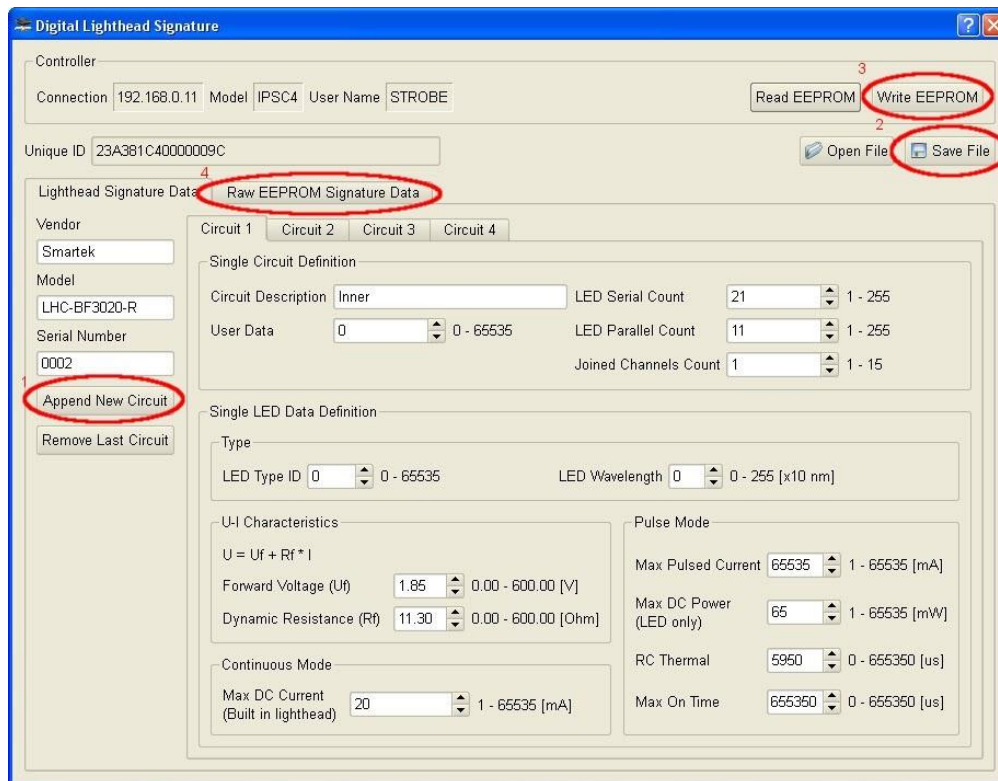 Digital Lighthead Signature
Controller
3
Connection 192.168.0.11 Model IPSC4 User Name STROBE Read EEPROM Write EEPROM
2
Unique ID 23A381C40000009C Open File Save File
4
Lighthead Signature Data Raw EEPROM Signature Data
Vendor
Smartek
Model
LHC-BF3020-R
Serial Number
0002
1
Append New Circuit
Remove Last Circuit
Circuit 1 Circuit 2 Circuit 3 Circuit 4
Single Circuit Definition
Circuit Description Inner LED Serial Count 21 1 - 255
User Data 0 0 - 65535 LED Parallel Count 11 1 - 255
Joined Channels Count 1 1 - 15
Single LED Data Definition
Type
LED Type ID 0 0 - 65535 LED Wavelength 0 0 - 255 [x10 nm]
U-I Characteristics
U = Uf + Rf * I
Forward Voltage (Uf) 1.85 0.00 - 600.00 [V]
Dynamic Resistance (Rf) 11.30 0.00 - 600.00 [Ohm]
Continuous Mode
Max DC Current
(Built in lighthead) 20 1 - 65535 [mA]
Pulse Mode
Max Pulsed Current 65535 1 - 65535 [mA]
Max DC Power
(LED only) 65 1 - 65535 [mW]
RC Thermal 5950 0 - 655350 [us]
Max On Time 655350 0 - 655350 [us]